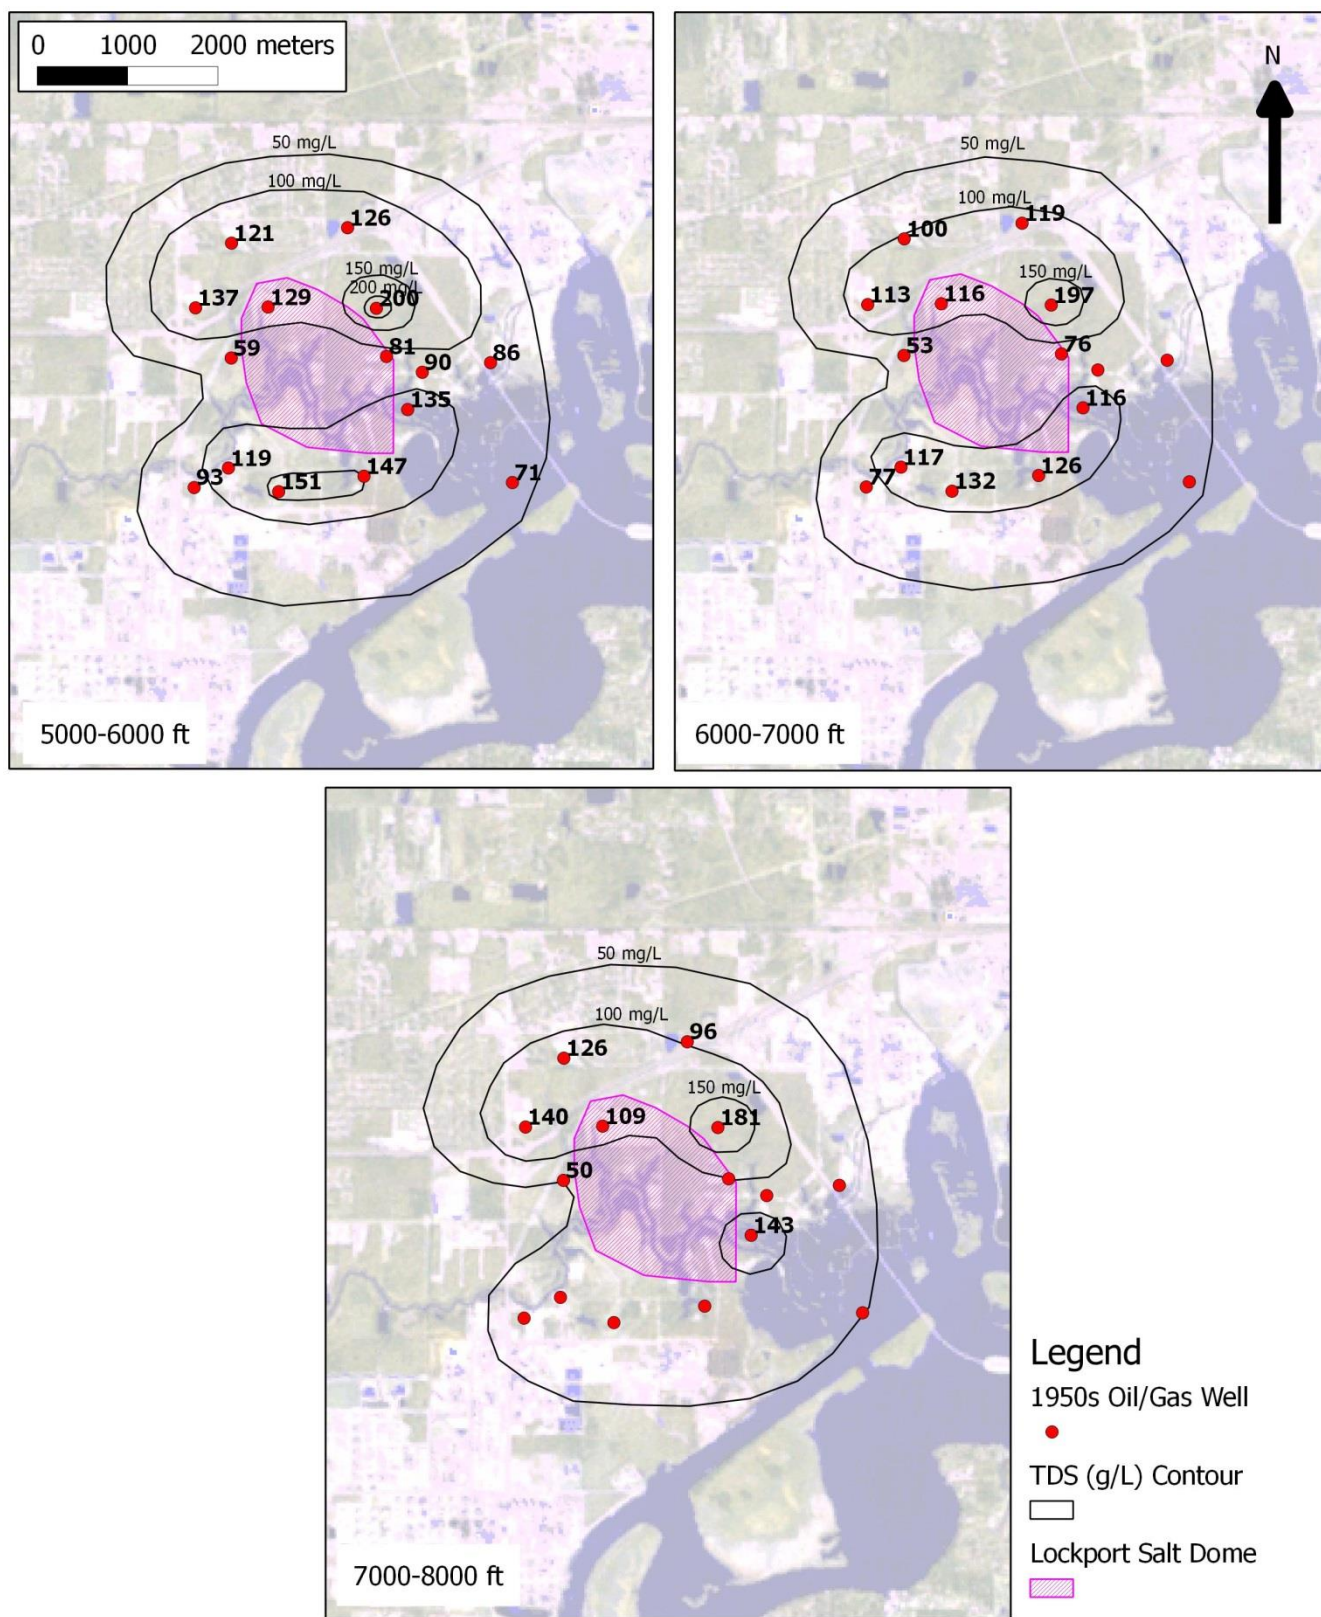 0 1000 2000 meters
50 mg/L
100 mg/L
126
121
150 mg/L
200 mg/L
137
129
200
59
81
90
86
135
119
147
93
151
71
5000-6000 ft
N
50 mg/L
100 mg/L
119
100
150 mg/L
113
116
197
53
76
116
117
126
77
132
6000-7000 ft
50 mg/L
100 mg/L
96
126
150 mg/L
140
109
181
50
143
7000-8000 ft
Legend
1950s Oil/Gas Well
TDS (g/L) Contour
Lockport Salt Dome